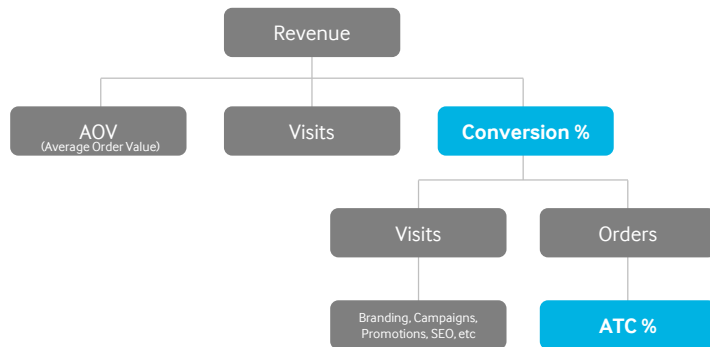 Revenue
AOV
(Average Order Value)
Visits
Conversion %
Visits
Orders
Branding, Campaigns,
Promotions, SEO, etc
ATC %